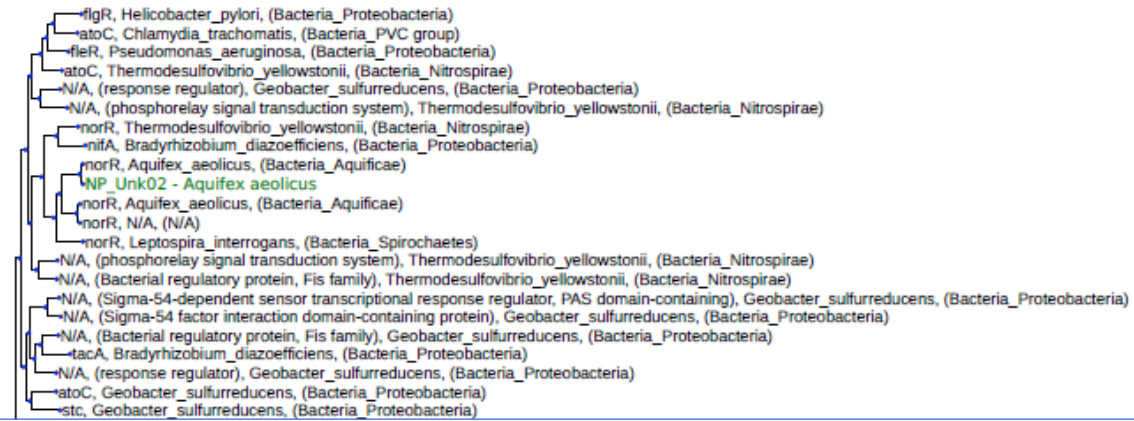 flgR, Helicobacter_pylori, (Bacteria_Proteobacteria)
atoC, Chlamydia_trachomatis, (Bacteria_PVC group)
fleR, Pseudomonas_aeruginosa, (Bacteria_Proteobacteria)
atoC, Thermodesulfovibrio_yellowstonii, (Bacteria_Nitrospirae)
N/A, (response regulator), Geobacter_sulfurreducens, (Bacteria_Proteobacteria)
N/A, (phosphorelay signal transduction system), Thermodesulfovibrio_yellowstonii, (Bacteria_Nitrospirae)
norR, Thermodesulfovibrio_yellowstonii, (Bacteria_Nitrospirae)
nifA, Bradyrhizobium_diazoefficiens, (Bacteria_Proteobacteria)
norR, Aquifex_aeolicus, (Bacteria_Aquificae)
NP_Unk02 - Aquifex aeolicus
norR, Aquifex_aeolicus, (Bacteria_Aquificae)
norR, N/A, (N/A)
norR, Leptospira_interrogans, (Bacteria_Spirochaetes)
N/A, (phosphorelay signal transduction system), Thermodesulfovibrio_yellowstonii, (Bacteria_Nitrospirae)
N/A, (Bacterial regulatory protein, Fis family), Thermodesulfovibrio_yellowstonii, (Bacteria_Nitrospirae)
N/A, (Sigma-54-dependent sensor transcriptional response regulator, PAS domain-containing), Geobacter_sulfurreducens, (Bacteria_Proteobacteria)
N/A, (Sigma-54 factor interaction domain-containing protein), Geobacter_sulfurreducens, (Bacteria_Proteobacteria)
N/A, (Bacterial regulatory protein, Fis family), Geobacter_sulfurreducens, (Bacteria_Proteobacteria)
tacA, Bradyrhizobium_diazoefficiens, (Bacteria_Proteobacteria)
N/A, (response regulator), Geobacter_sulfurreducens, (Bacteria_Proteobacteria)
atoC, Geobacter_sulfurreducens, (Bacteria_Proteobacteria)
stc, Geobacter_sulfurreducens, (Bacteria_Proteobacteria)